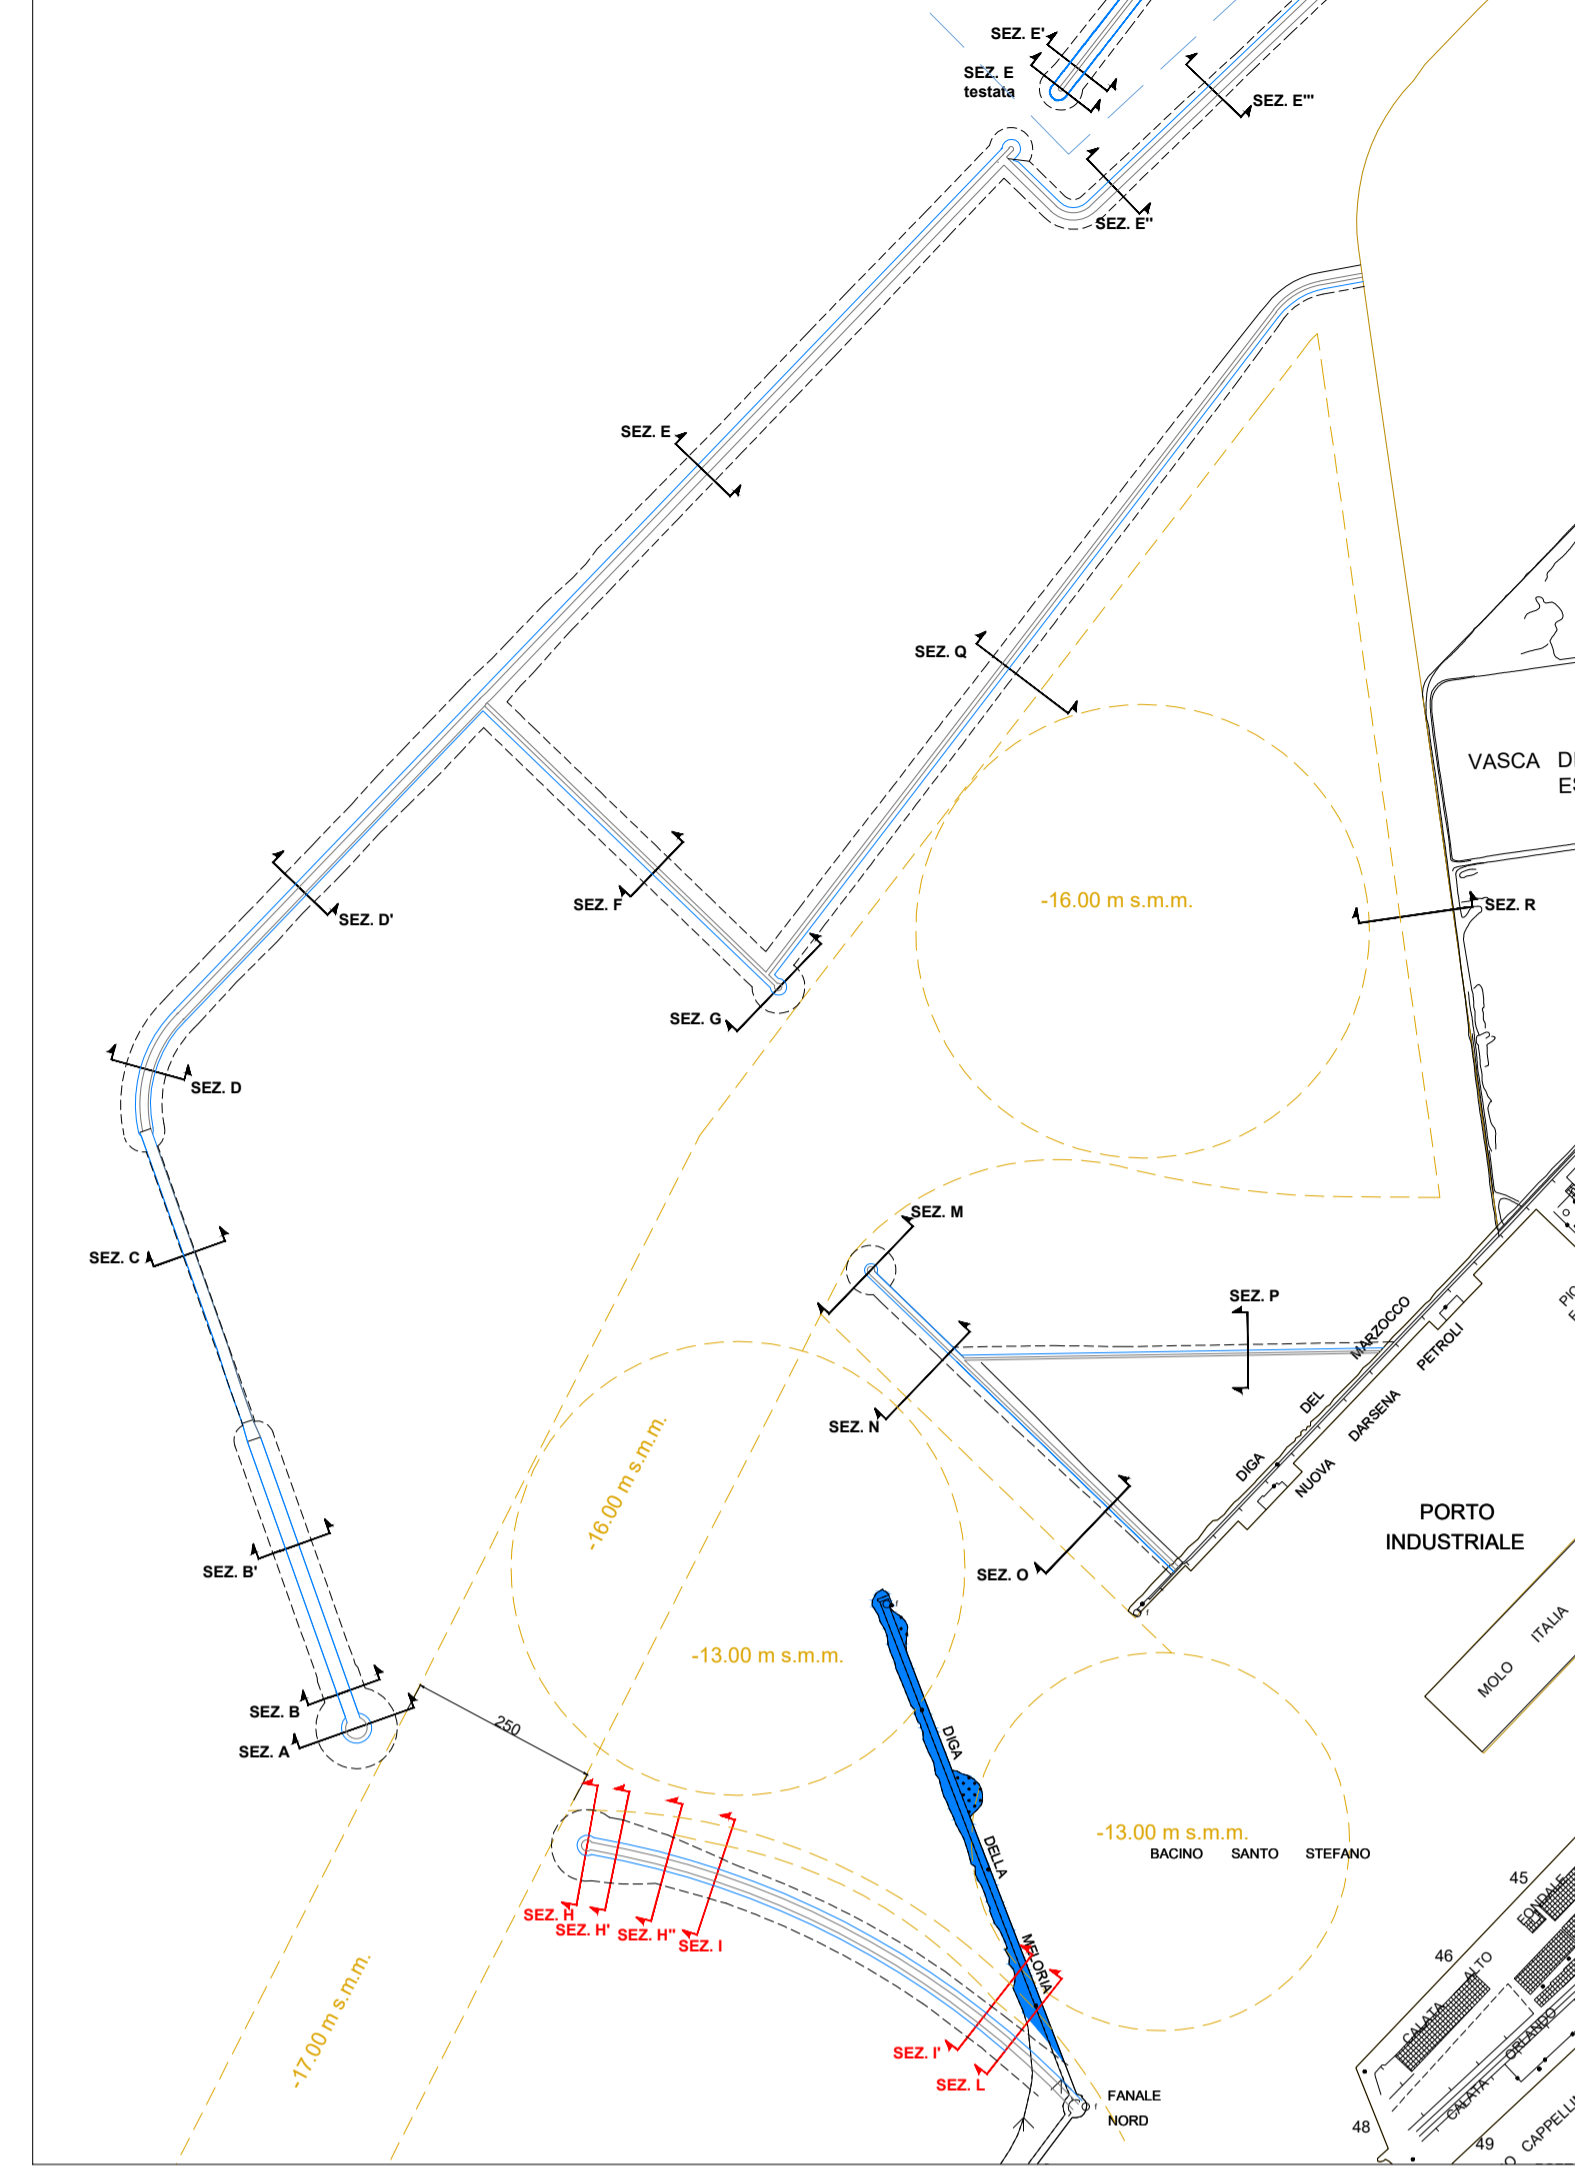 SEZ. E'
SEZ. E
testata
SEZ. E'''
SEZ. E''
SEZ. E
SEZ. Q
VASCA
-16.00 m s.m.m.
SEZ. F
SEZ. R
SEZ. D'
SEZ. G
SEZ. D
SEZ. M
SEZ. C
SEZ. P
MARZOCCO
DEL
DIGA
PETROLI
DARSENA
NUOVA
SEZ. N
-16.00 m s.m.m.
PORTO
INDUSTRIALE
SEZ. B'
SEZ. O
ITALIA
MOLO
-13.00 m s.m.m.
SEZ. B
250
SEZ. A
DIGA
DELLA
MELORIA
-13.00 m s.m.m.
BACINO SANTO STEFANO
45
SEZ. H
SEZ. H'
SEZ. H''
SEZ. I
46
ALTO
FONDALE
CALATA
-17.00 m s.m.m.
SEZ. I'
SEZ. L
ORLANDO
CALATA
FANALE
NORD
48
49